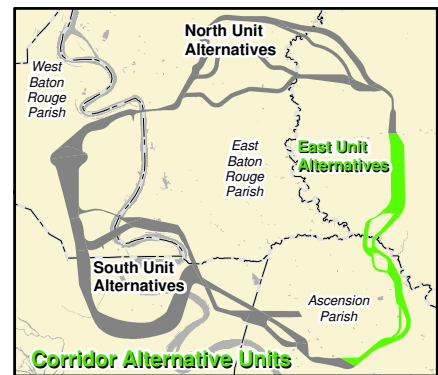 North Unit
Alternatives
West
Baton
Rouge
Parish
East Unit
Alternatives
East
Baton
Rouge
Parish
South Unit
Alternatives
Ascension
Parish
Corridor Alternative Units